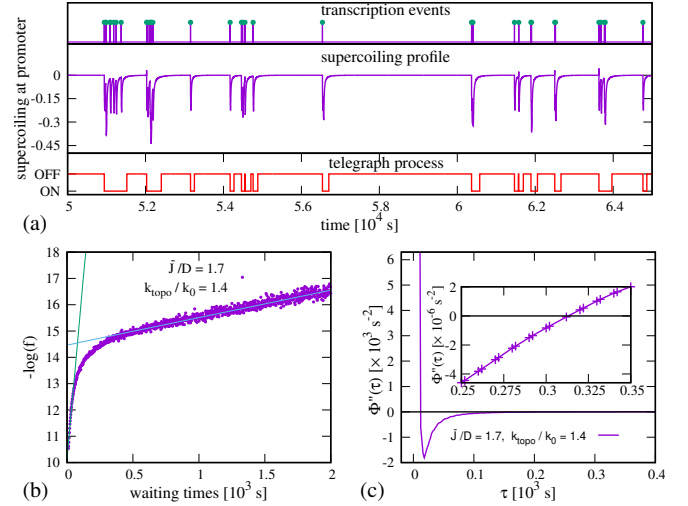 (a)
transcription events
supercoiling profile
supercoiling at promoter
0
-0.15
-0.3
-0.45
telegraph process
OFF
ON
5 5.2 5.4 5.6 5.8 6 6.2 6.4
time [10⁴ s]
(b)
18
17
16
15
14
13
12
11
10
-log(f)
J̄/D = 1.7
k_topo / k_0 = 1.4
0 1 2
waiting times [10³ s]
(c)
6
5
4
3
2
1
0
-1
-2
Φ''(τ) [× 10³ s⁻²]
2
0
-2
-4
Φ''(τ) [× 10⁻⁶ s⁻²]
0.25 0.275 0.3 0.325 0.35
J̄/D = 1.7, k_topo / k_0 = 1.4
0 0.1 0.2 0.3 0.4
τ [10³ s]